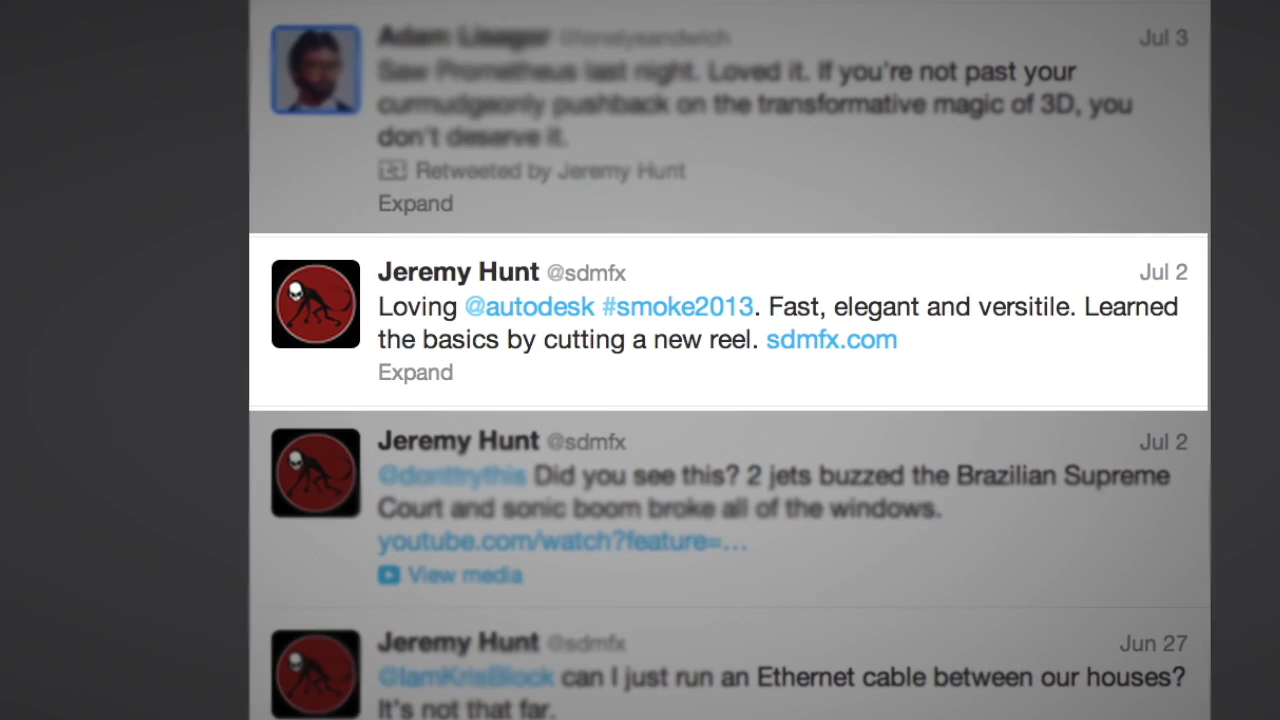 Adam Lisagor @lonelysandwich Jul 3
Saw Prometheus last night. Loved it. If you're not past your
curmudgeonly pushback on the transformative magic of 3D, you
don't deserve it.
Retweeted by Jeremy Hunt
Expand
Jeremy Hunt @sdmfx Jul 2
Loving @autodesk #smoke2013. Fast, elegant and versitile. Learned
the basics by cutting a new reel. sdmfx.com
Expand
Jeremy Hunt @sdmfx Jul 2
@donttrythis Did you see this? 2 jets buzzed the Brazilian Supreme
Court and sonic boom broke all of the windows.
youtube.com/watch?feature=...
View media
Jeremy Hunt @sdmfx Jun 27
@IamKrisBlock can I just run an Ethernet cable between our houses?
It's not that far.